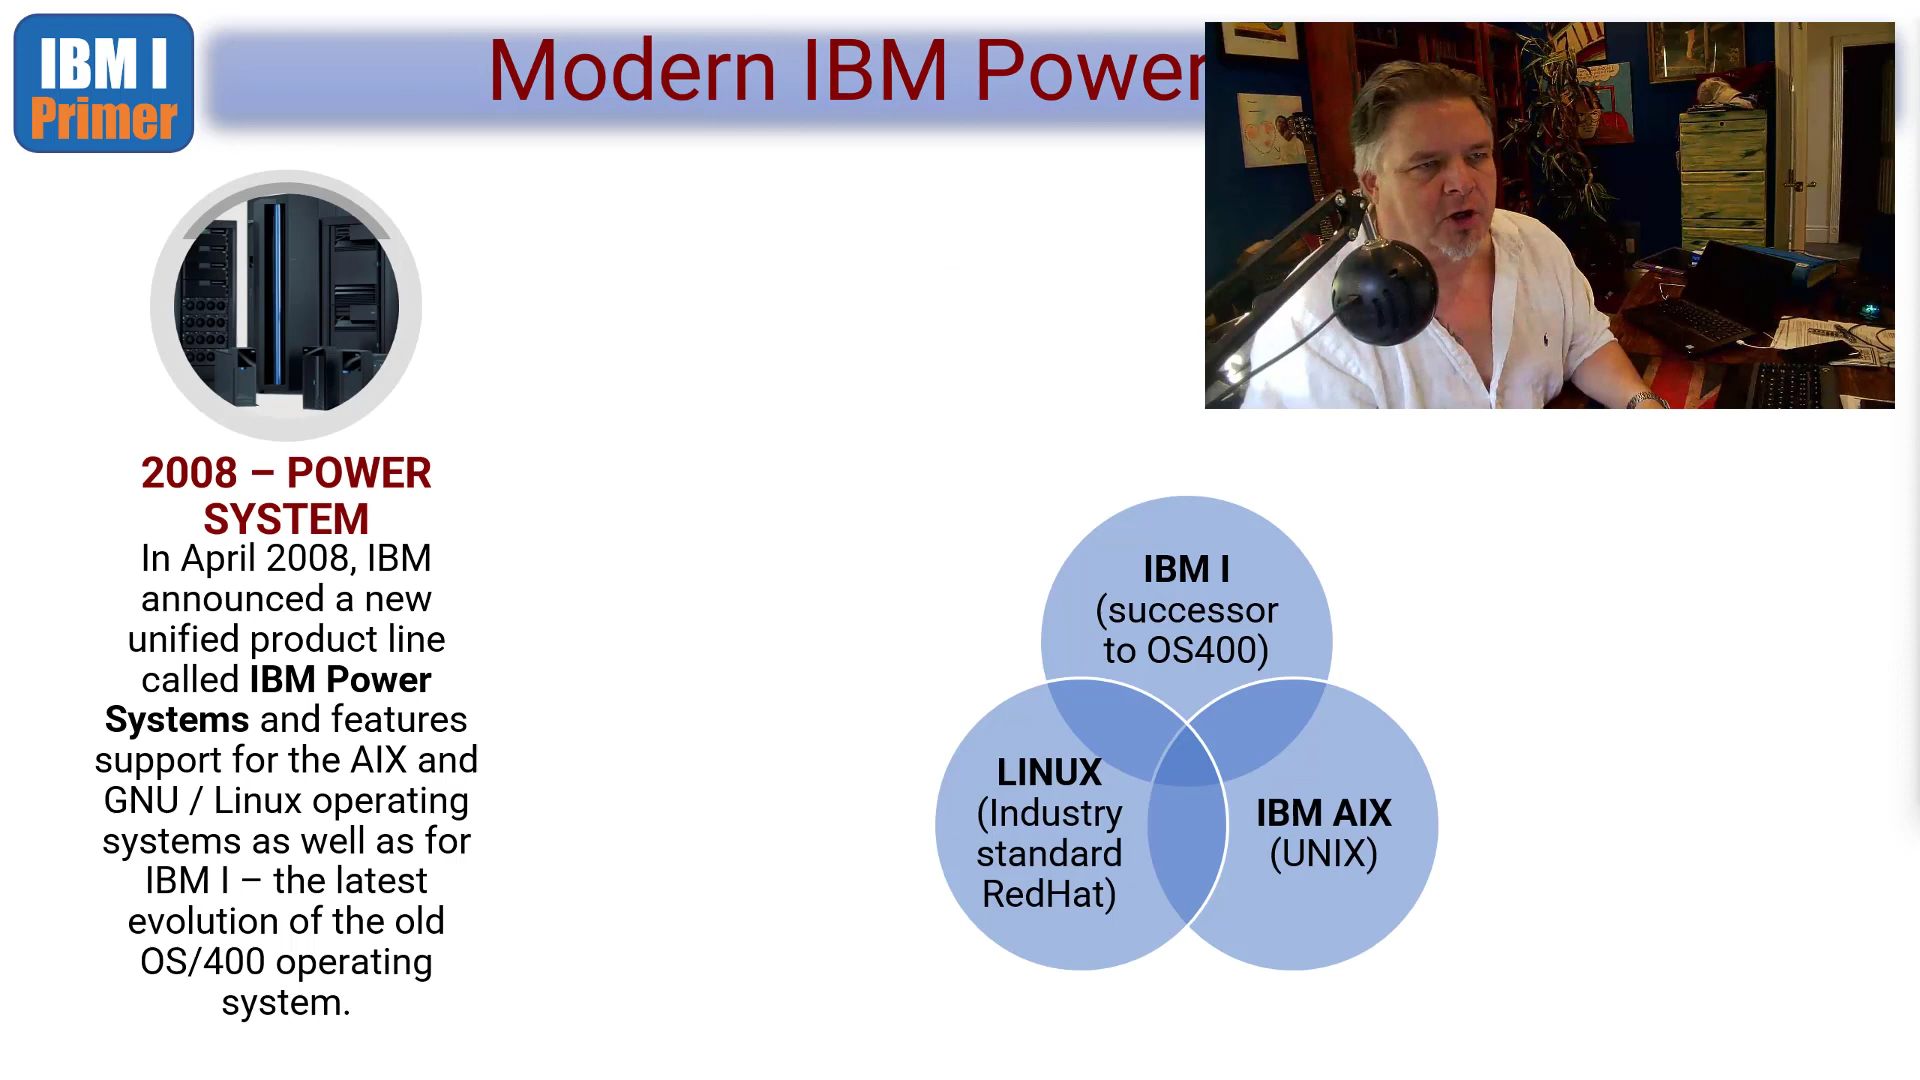 IBM I
Primer
Modern IBM Power
2008 – POWER
SYSTEM
In April 2008, IBM
announced a new
unified product line
called IBM Power
Systems and features
support for the AIX and
GNU / Linux operating
systems as well as for
IBM I – the latest
evolution of the old
OS/400 operating
system.
IBM I
(successor
to OS400)
LINUX
(Industry
standard
RedHat)
IBM AIX
(UNIX)